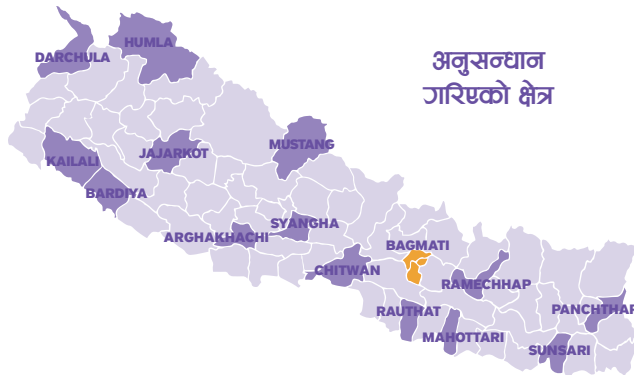 HUMLA
DARCHULA
अनुसन्धान
गरिएको क्षेत्र
MUSTANG
KAILALI
JAJARKOT
BARDIYA
SYANGHA
ARGHAKHACHI
BAGMATI
CHITWAN
RAMECHHAP
RAUTHAT
PANCHTHAR
MAHOTTARI
SUNSARI